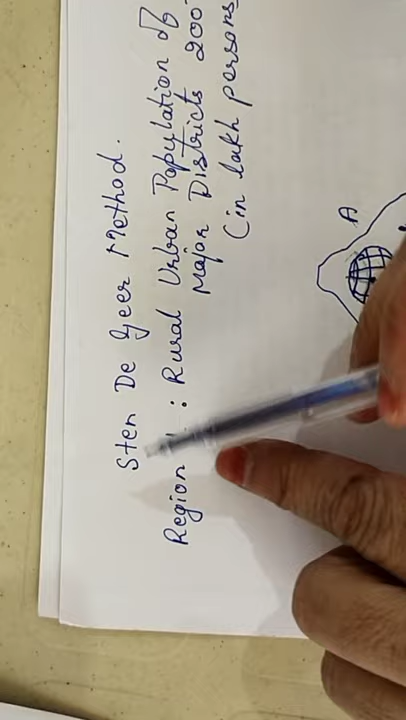 Sten De Geer Method.
Region : Rural Urban Population of
Major Districts 200
(in lakh persons
A